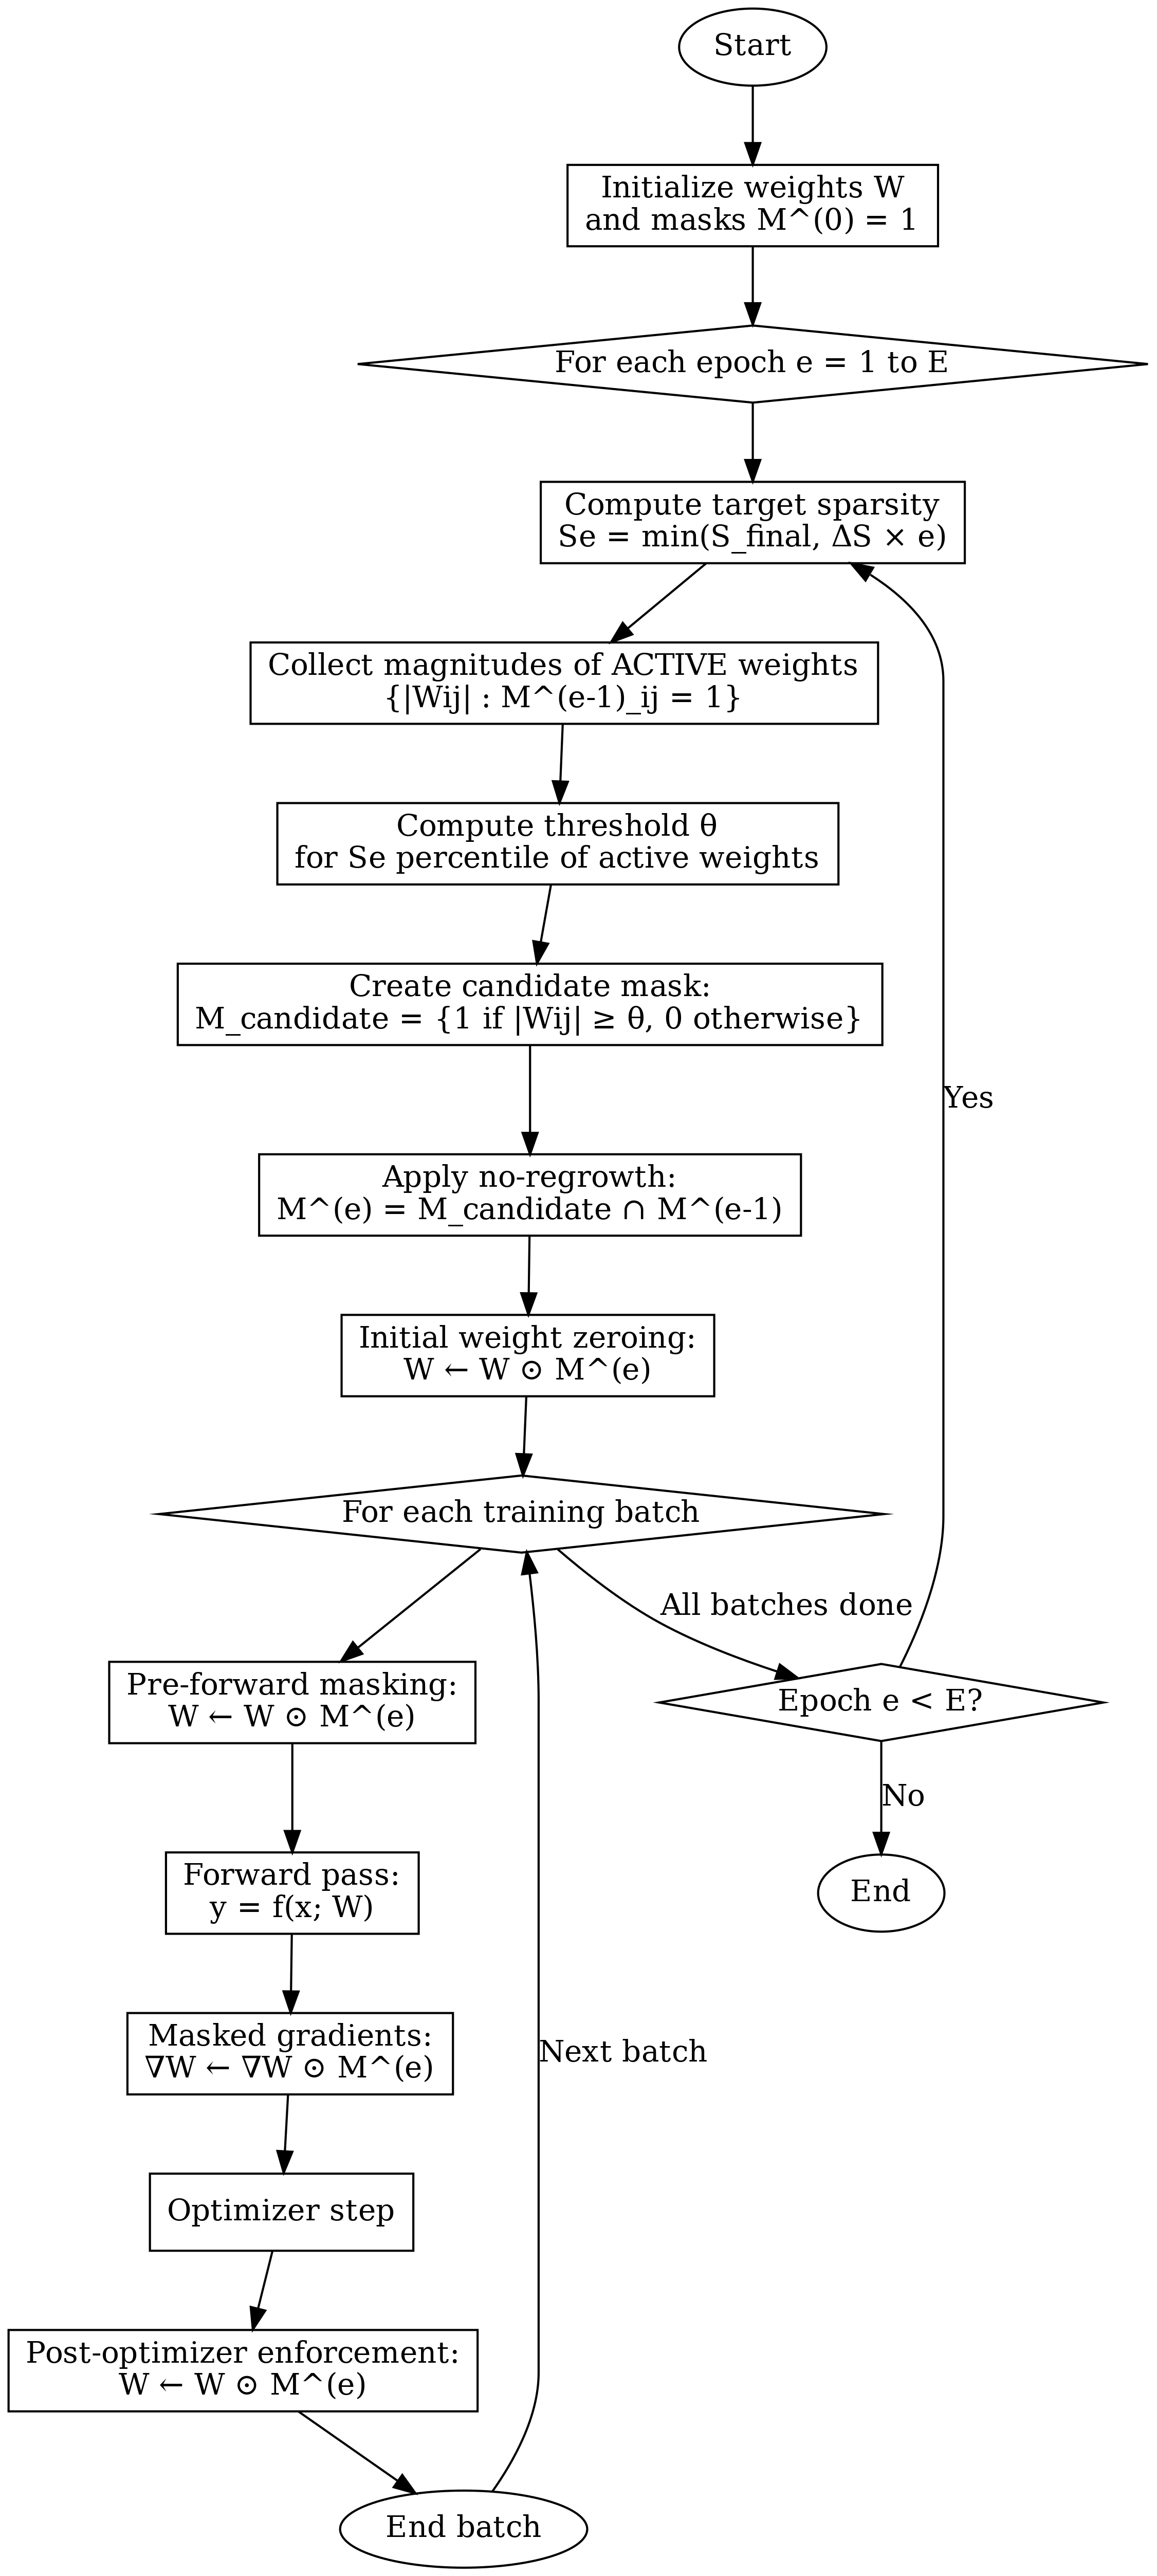 Start
Initialize weights W
and masks M^(0) = 1
For each epoch e = 1 to E
Compute target sparsity
Se = min(S_final, ΔS × e)
Collect magnitudes of ACTIVE weights
{|Wij| : M^(e-1)_ij = 1}
Compute threshold θ
for Se percentile of active weights
Create candidate mask:
M_candidate = {1 if |Wij| ≥ θ, 0 otherwise}
Yes
Apply no-regrowth:
M^(e) = M_candidate ∩ M^(e-1)
Initial weight zeroing:
W ← W ⊙ M^(e)
For each training batch
All batches done
Pre-forward masking:
W ← W ⊙ M^(e)
Epoch e < E?
No
Forward pass:
y = f(x; W)
End
Masked gradients:
∇W ← ∇W ⊙ M^(e)
Next batch
Optimizer step
Post-optimizer enforcement:
W ← W ⊙ M^(e)
End batch